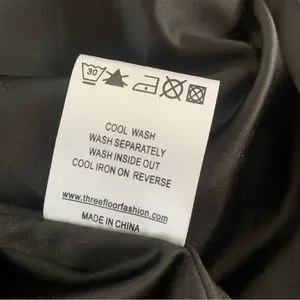 30
COOL WASH
WASH SEPARATELY
WASH INSIDE OUT
COOL IRON ON REVERSE
www.threefloorfashion.com
MADE IN CHINA